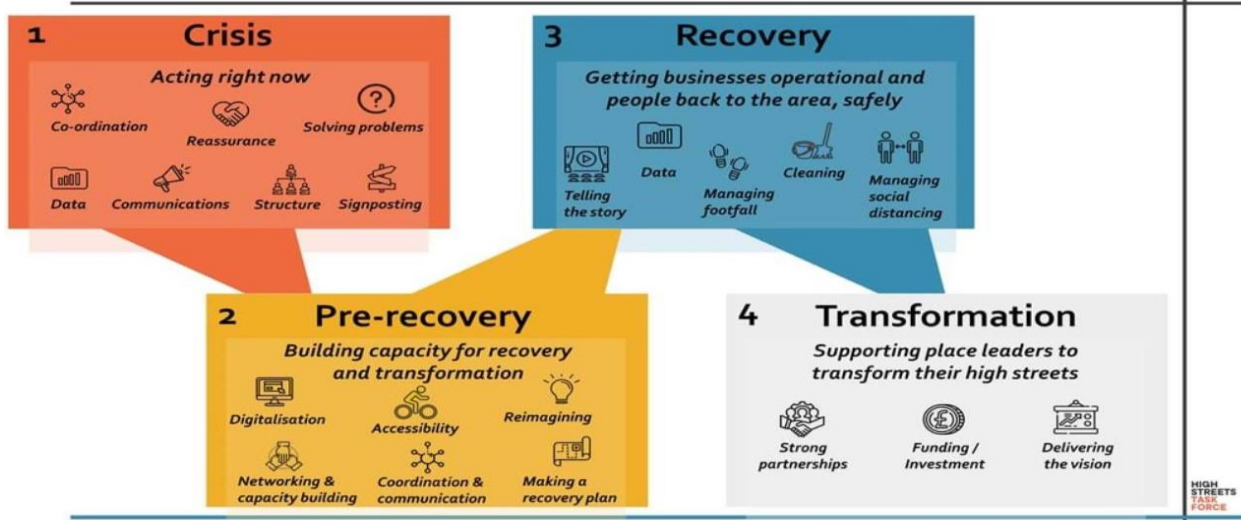 1 Crisis
Acting right now
Co-ordination
Reassurance
Solving problems
Data
Communications
Structure
Signposting
2 Pre-recovery
Building capacity for recovery
and transformation
Digitalisation
Accessibility
Reimagining
Networking &
capacity building
Coordination &
communication
Making a
recovery plan
3 Recovery
Getting businesses operational and
people back to the area, safely
Telling
the story
Data
Managing
footfall
Cleaning
Managing
social
distancing
4 Transformation
Supporting place leaders to
transform their high streets
Strong
partnerships
Funding /
Investment
Delivering
the vision
HIGH
STREETS
TASK
FORCE